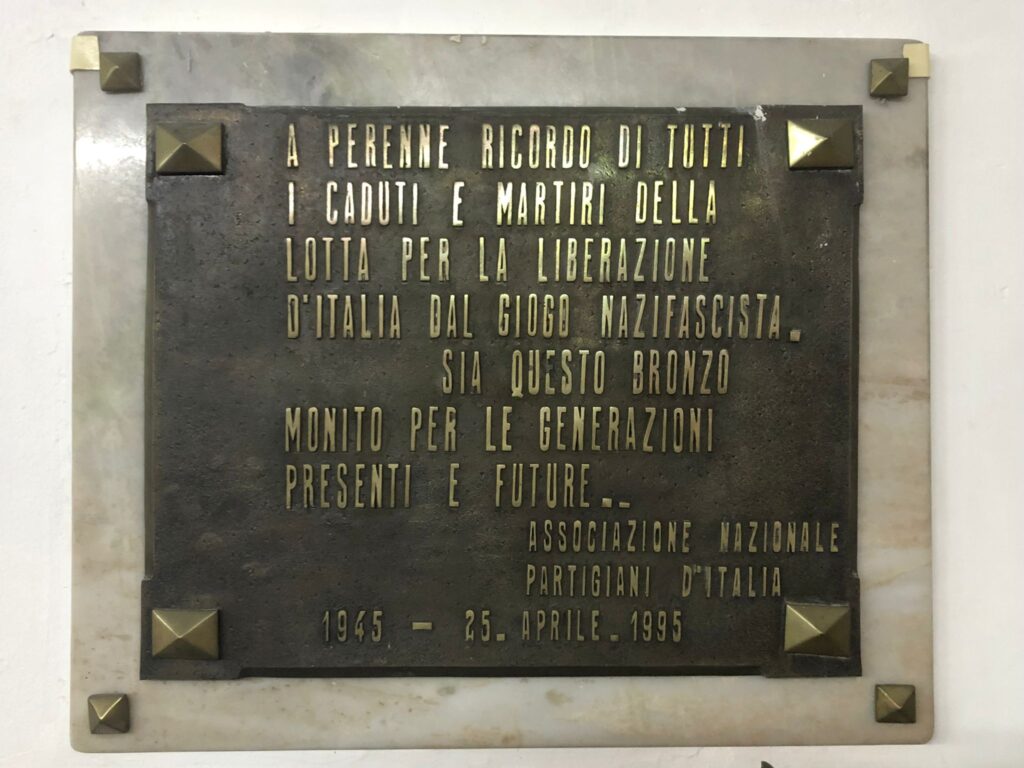 A PERENNE RICORDO DI TUTTI
I CADUTI E MARTIRI DELLA
LOTTA PER LA LIBERAZIONE
D'ITALIA DAL GIOGO NAZIFASCISTA.
SIA QUESTO BRONZO
MONITO PER LE GENERAZIONI
PRESENTI E FUTURE..
ASSOCIAZIONE NAZIONALE
PARTIGIANI D'ITALIA
1945 - 25. APRILE. 1995